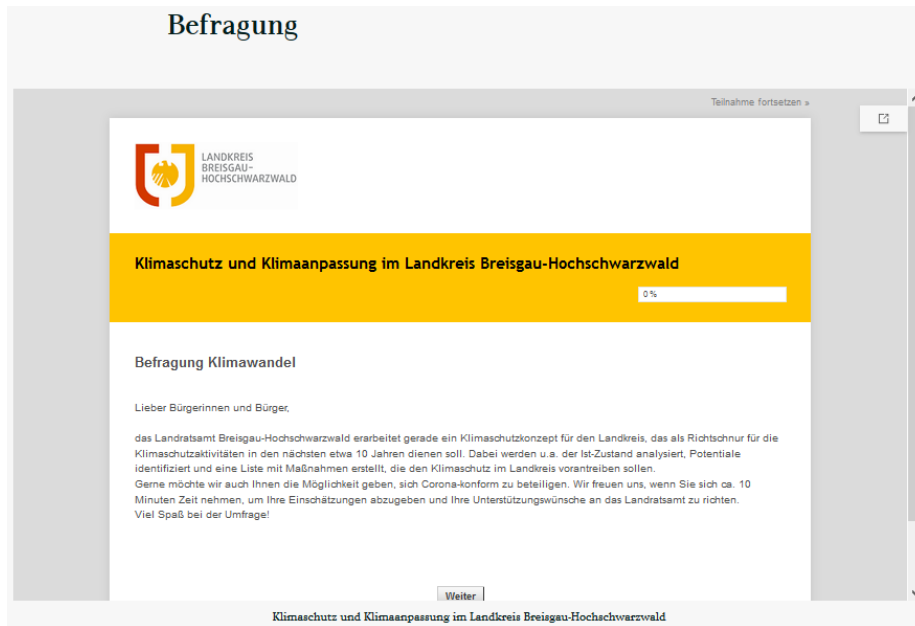 Befragung
Teilnahme fortsetzen »
LANDKREIS
BREISGAU-
HOCHSCHWARZWALD
Klimaschutz und Klimaanpassung im Landkreis Breisgau-Hochschwarzwald
0%
Befragung Klimawandel
Lieber Bürgerinnen und Bürger,
das Landratsamt Breisgau-Hochschwarzwald erarbeitet gerade ein Klimaschutzkonzept für den Landkreis, das als Richtschnur für die
Klimaschutzaktivitäten in den nächsten etwa 10 Jahren dienen soll. Dabei werden u.a. der Ist-Zustand analysiert, Potentiale
identifiziert und eine Liste mit Maßnahmen erstellt, die den Klimaschutz im Landkreis vorantreiben sollen.
Gerne möchte wir auch Ihnen die Möglichkeit geben, sich Corona-konform zu beteiligen. Wir freuen uns, wenn Sie sich ca. 10
Minuten Zeit nehmen, um Ihre Einschätzungen abzugeben und Ihre Unterstützungswünsche an das Landratsamt zu richten.
Viel Spaß bei der Umfrage!
Weiter
Klimaschutz und Klimaanpassung im Landkreis Breisgau-Hochschwarzwald